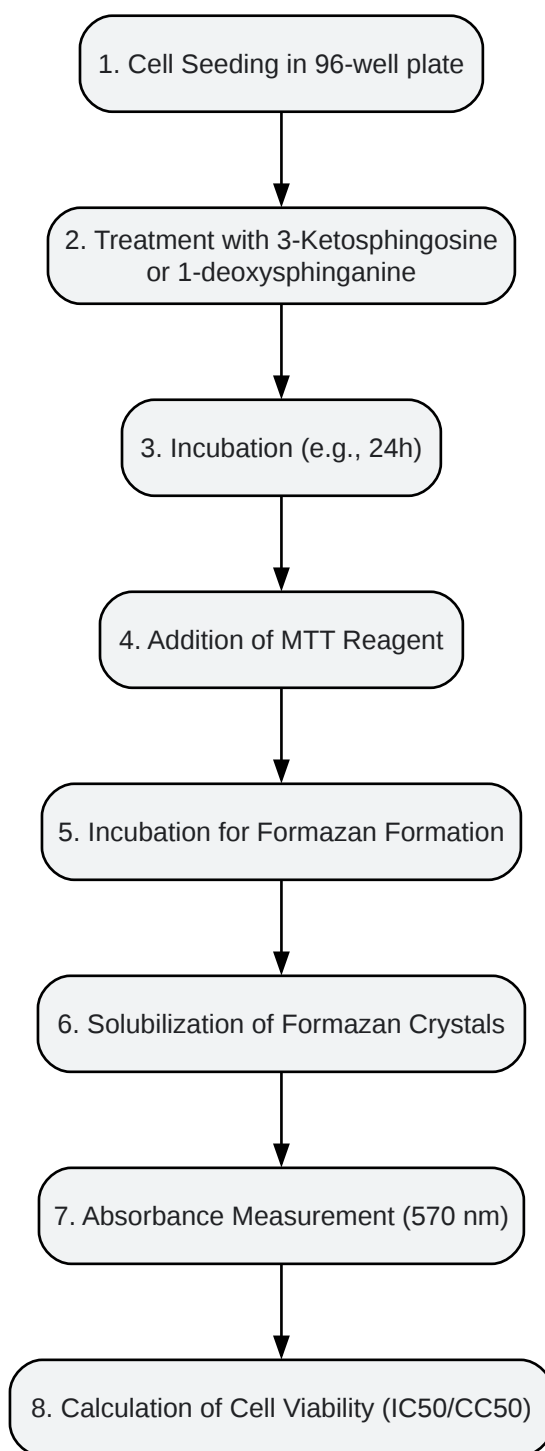 1. Cell Seeding in 96-well plate
2. Treatment with 3-Ketosphingosine
or 1-deoxysphinganine
3. Incubation (e.g., 24h)
4. Addition of MTT Reagent
5. Incubation for Formazan Formation
6. Solubilization of Formazan Crystals
7. Absorbance Measurement (570 nm)
8. Calculation of Cell Viability (IC50/CC50)